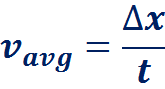 v_avg = Δx / t